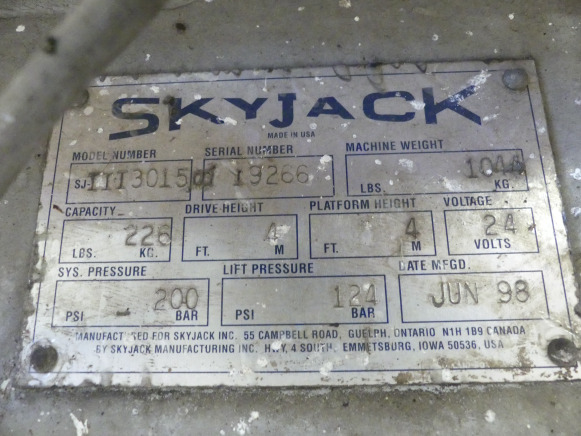 SKYJACK
MADE IN USA
MODEL NUMBER SERIAL NUMBER MACHINE WEIGHT
SJ- 19266 LBS. KG.
CAPACITY DRIVE HEIGHT PLATFORM HEIGHT VOLTAGE
LBS. 226 KG. FT. 4 M FT. 4 M 24 VOLTS
SYS. PRESSURE LIFT PRESSURE DATE MFGD.
PSI 200 BAR PSI 124 BAR JUN 98
MANUFACTURED FOR SKYJACK INC. 55 CAMPBELL ROAD, GUELPH, ONTARIO N1H 1B9 CANADA
BY SKYJACK MANUFACTURING INC. HWY. 4 SOUTH, EMMETSBURG, IOWA 50536, USA